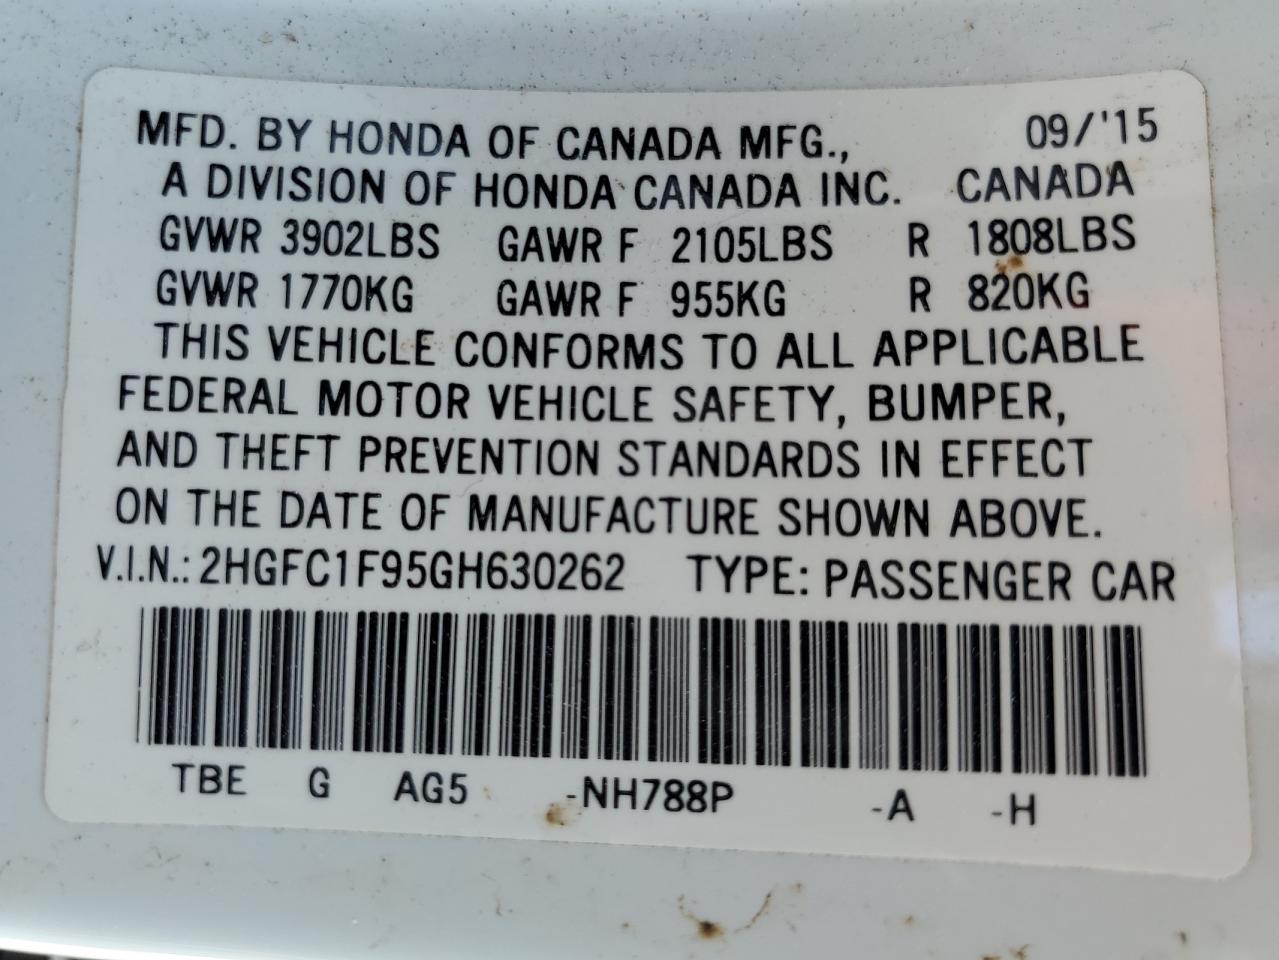 MFD. BY HONDA OF CANADA MFG., 09/'15
A DIVISION OF HONDA CANADA INC. CANADA
GVWR 3902LBS GAWR F 2105LBS R 1808LBS
GVWR 1770KG GAWR F 955KG R 820KG
THIS VEHICLE CONFORMS TO ALL APPLICABLE
FEDERAL MOTOR VEHICLE SAFETY, BUMPER,
AND THEFT PREVENTION STANDARDS IN EFFECT
ON THE DATE OF MANUFACTURE SHOWN ABOVE.
V.I.N.: 2HGFC1F95GH630262 TYPE: PASSENGER CAR
TBE G AG5 -NH788P -A -H